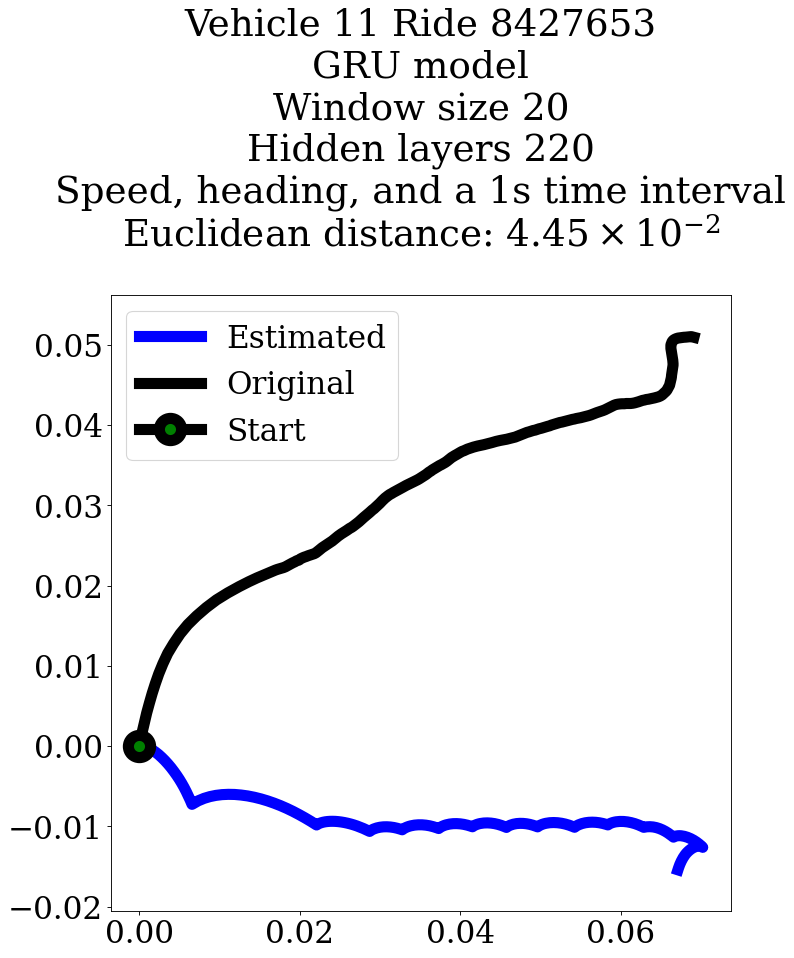 Vehicle 11 Ride 8427653
GRU model
Window size 20
Hidden layers 220
Speed, heading, and a 1s time interval
Euclidean distance: 4.45 × 10⁻²
Estimated
Original
Start
0.05
0.04
0.03
0.02
0.01
0.00
−0.01
−0.02
0.00 0.02 0.04 0.06